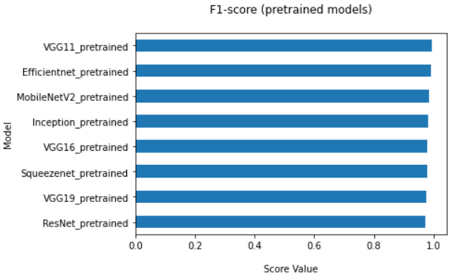 F1-score (pretrained models)
VGG11_pretrained
Efficientnet_pretrained
MobileNetV2_pretrained
Inception_pretrained
VGG16_pretrained
Squeezenet_pretrained
VGG19_pretrained
ResNet_pretrained
Model
0.0 0.2 0.4 0.6 0.8 1.0
Score Value